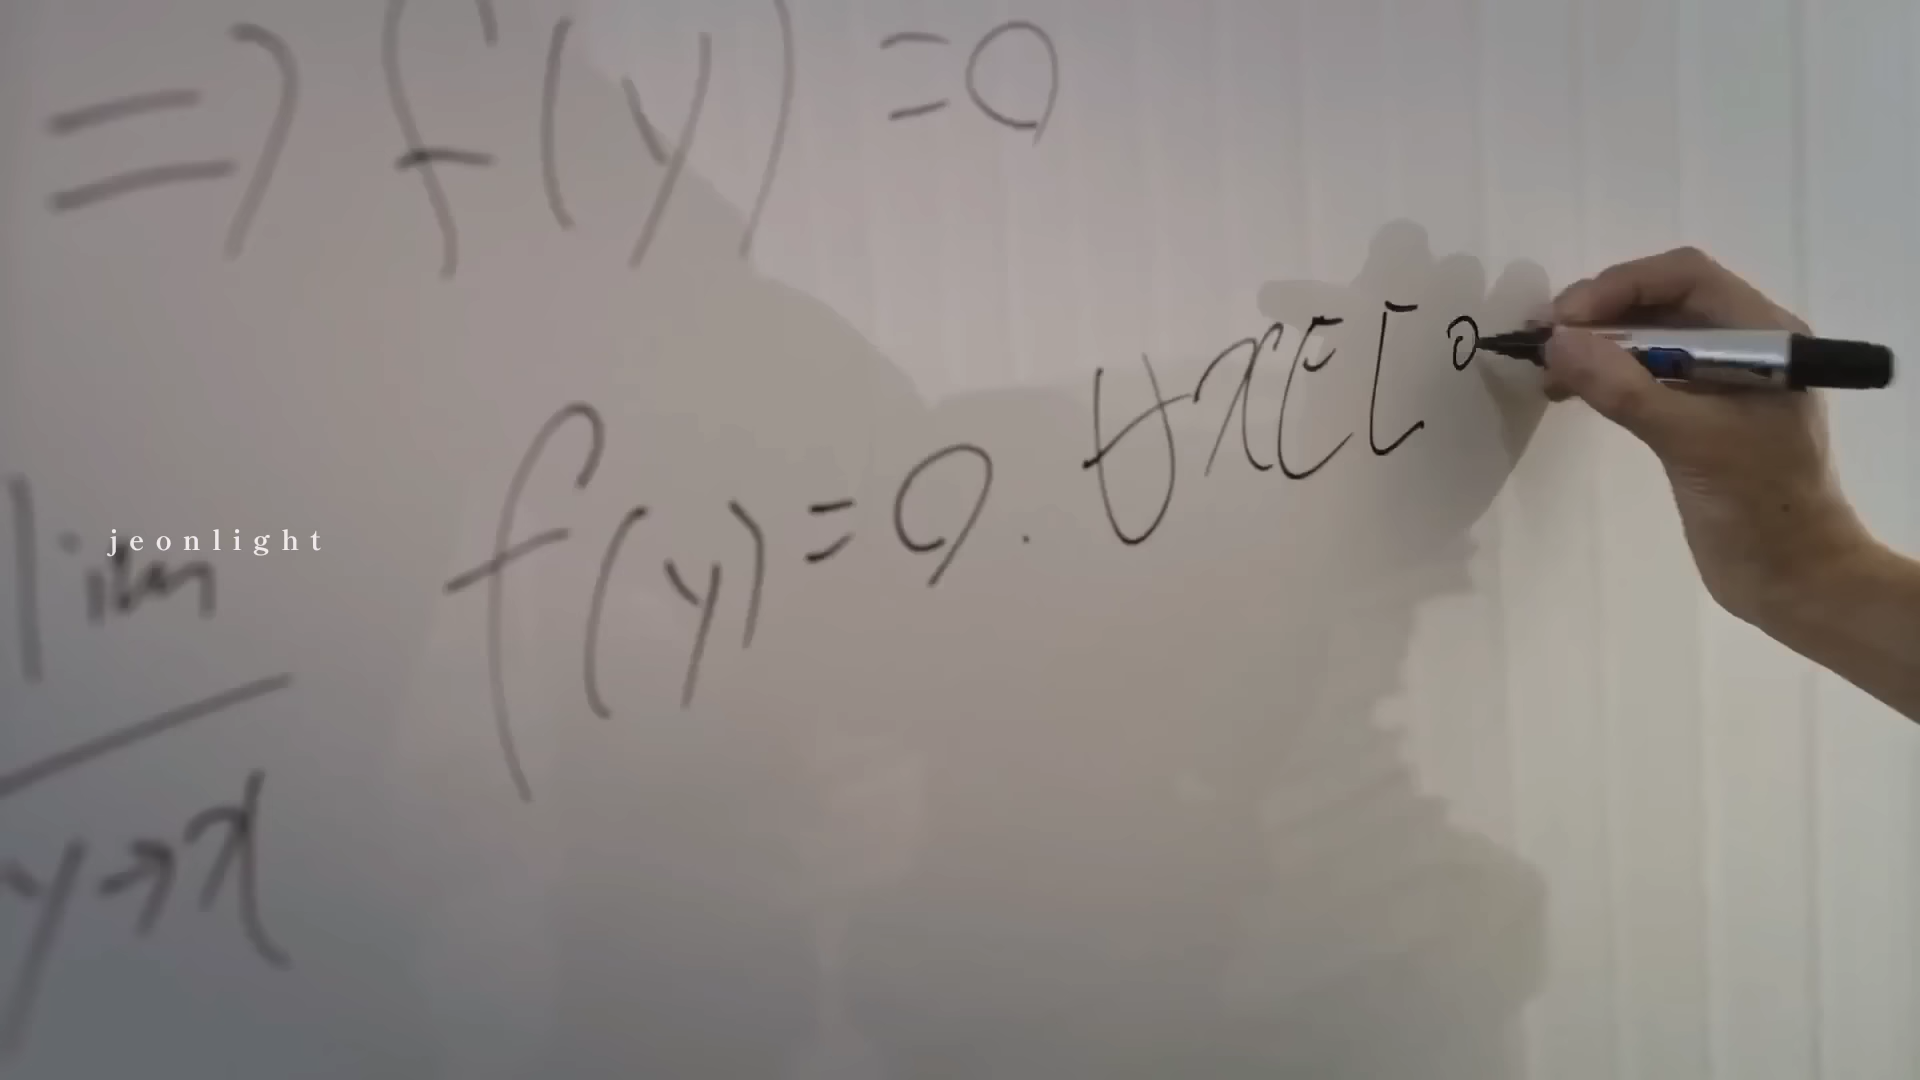 ⇒ f(y) = 0
lim f(y) = 0. ∀x∈[0
y→x
jeonlight